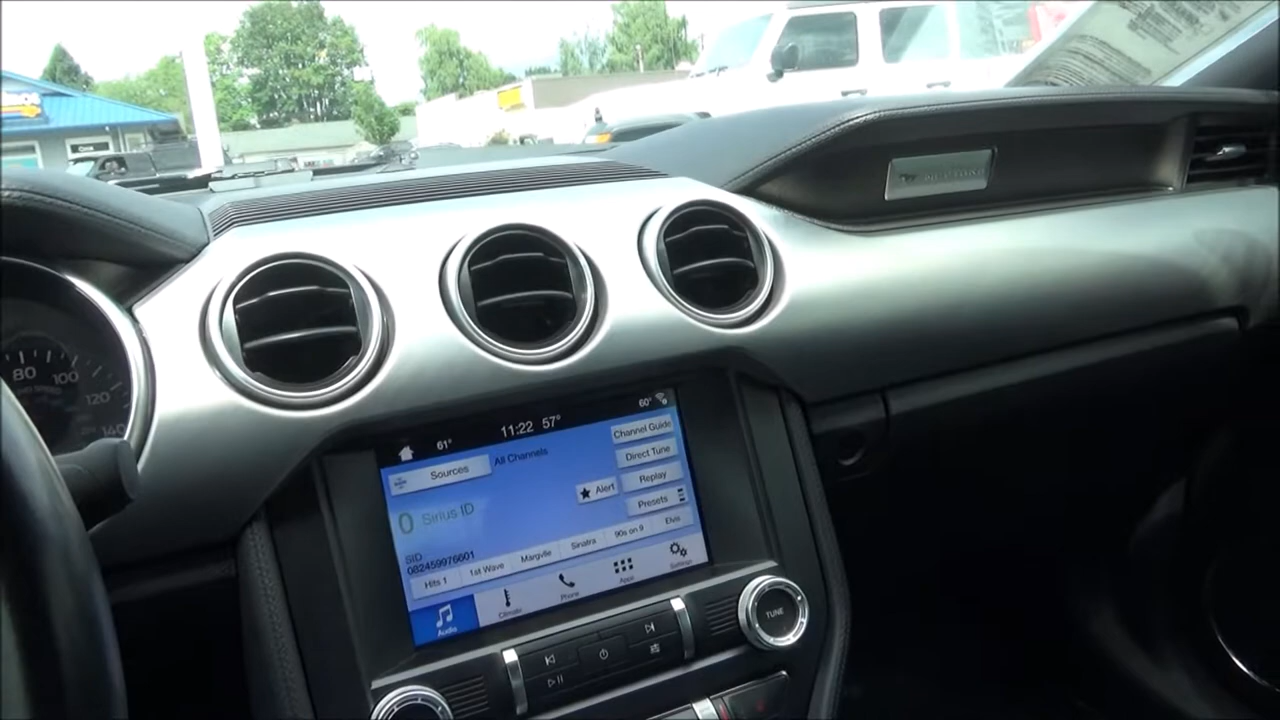 80
100
120
140
61°
11:22 57°
60°
Sources
All Channels
Channel Guide
Direct Tune
Alert
Replay
Presets
0 Sirius ID
SID
082459976601
Hits 1
1st Wave
Margvlle
Sinatra
90s on 9
Elvis
Audio
Climate
Phone
Apps
Settings
TUNE